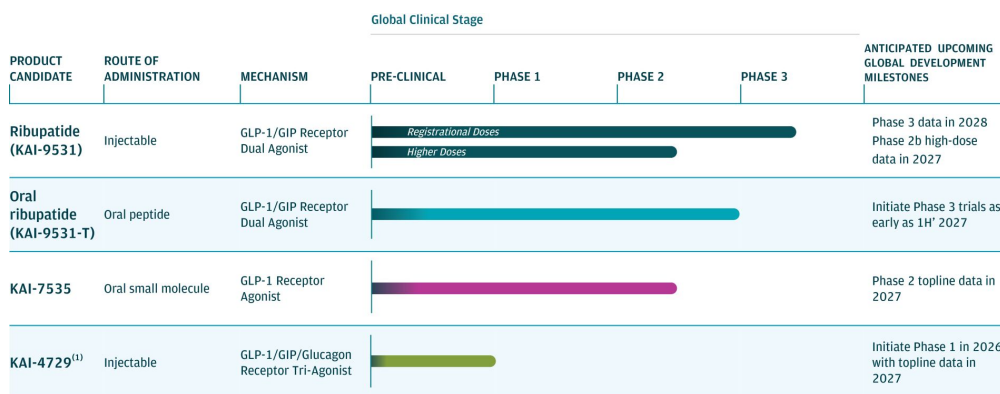 Global Clinical Stage
PRODUCT CANDIDATE
ROUTE OF ADMINISTRATION
MECHANISM
PRE-CLINICAL
PHASE 1
PHASE 2
PHASE 3
ANTICIPATED UPCOMING GLOBAL DEVELOPMENT MILESTONES
Ribupatide
(KAI-9531)
Injectable
GLP-1/GIP Receptor
Dual Agonist
Registrational Doses
Higher Doses
Phase 3 data in 2028
Phase 2b high-dose
data in 2027
Oral
ribupatide
(KAI-9531-T)
Oral peptide
GLP-1/GIP Receptor
Dual Agonist
Initiate Phase 3 trials as
early as 1H' 2027
KAI-7535
Oral small molecule
GLP-1 Receptor
Agonist
Phase 2 topline data in
2027
KAI-4729(1)
Injectable
GLP-1/GIP/Glucagon
Receptor Tri-Agonist
Initiate Phase 1 in 2026
with topline data in
2027